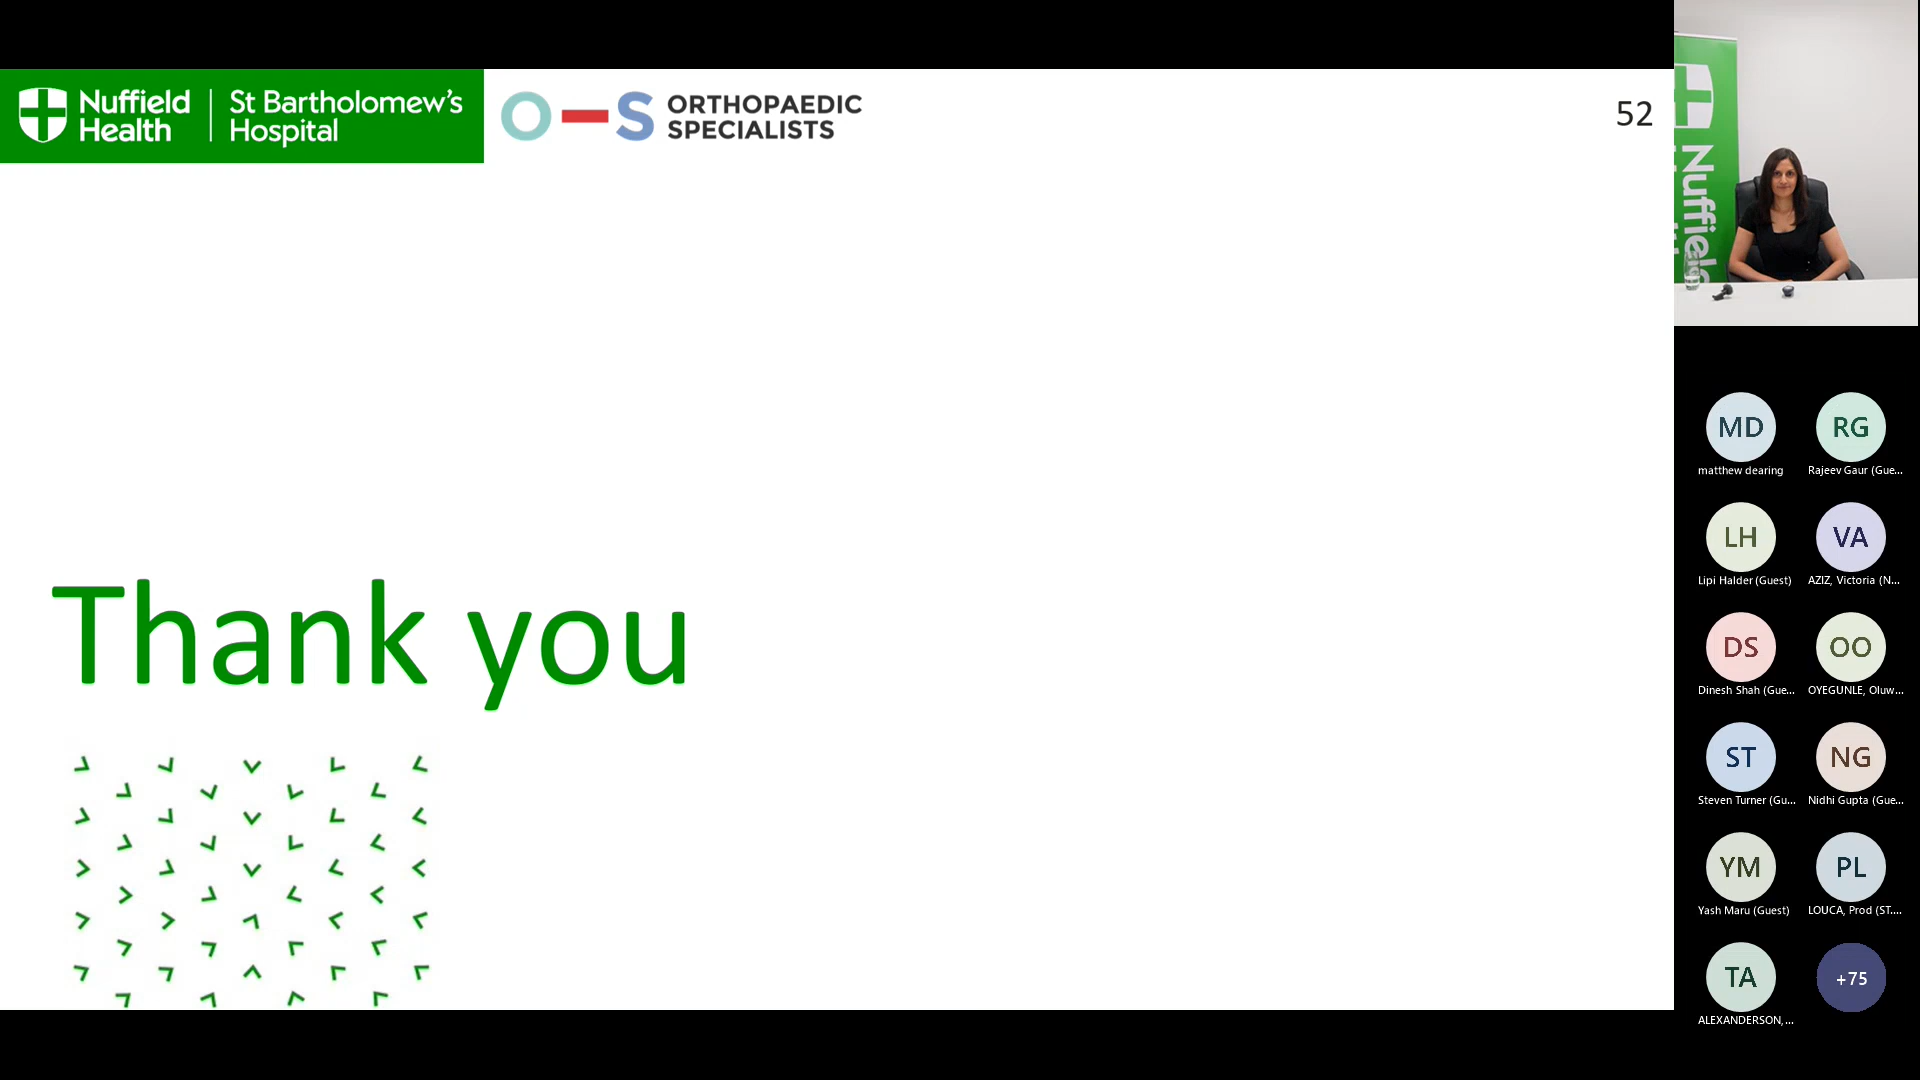 Nuffield
Health
St Bartholomew's
Hospital
O–S
ORTHOPAEDIC
SPECIALISTS
52
Nuffield
Thank you
MD
RG
matthew dearing
Rajeev Gaur (Gue...
LH
VA
Lipi Halder (Guest)
AZIZ, Victoria (N...
DS
OO
Dinesh Shah (Gue...
OYEGUNLE, Oluw...
ST
NG
Steven Turner (Gu...
Nidhi Gupta (Gue...
YM
PL
Yash Maru (Guest)
LOUCA, Prod (ST....
TA
+75
ALEXANDERSON,...